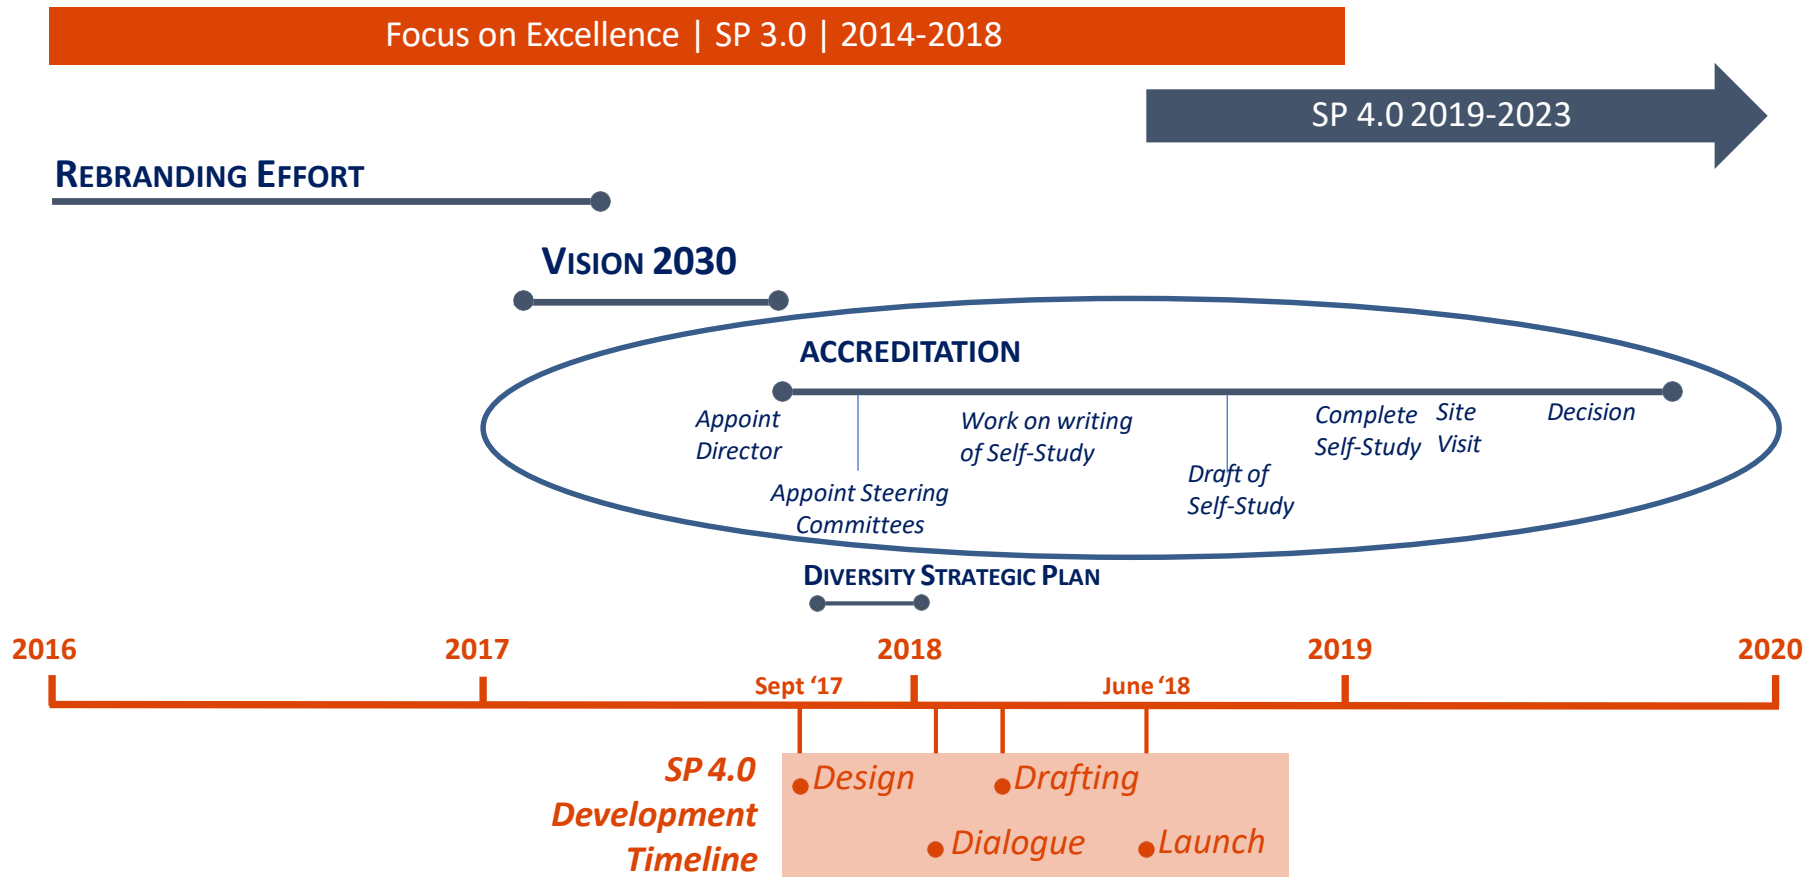 Focus on Excellence | SP 3.0 | 2014-2018
SP 4.0 2019-2023
REBRANDING EFFORT
VISION 2030
ACCREDITATION
Appoint
Director
Work on writing
of Self-Study
Complete
Self-Study
Site
Visit
Decision
Appoint Steering
Committees
Draft of
Self-Study
DIVERSITY STRATEGIC PLAN
2016
2017
2018
2019
2020
Sept ‘17
June ‘18
SP 4.0
Development
Timeline
Design
Drafting
Dialogue
Launch